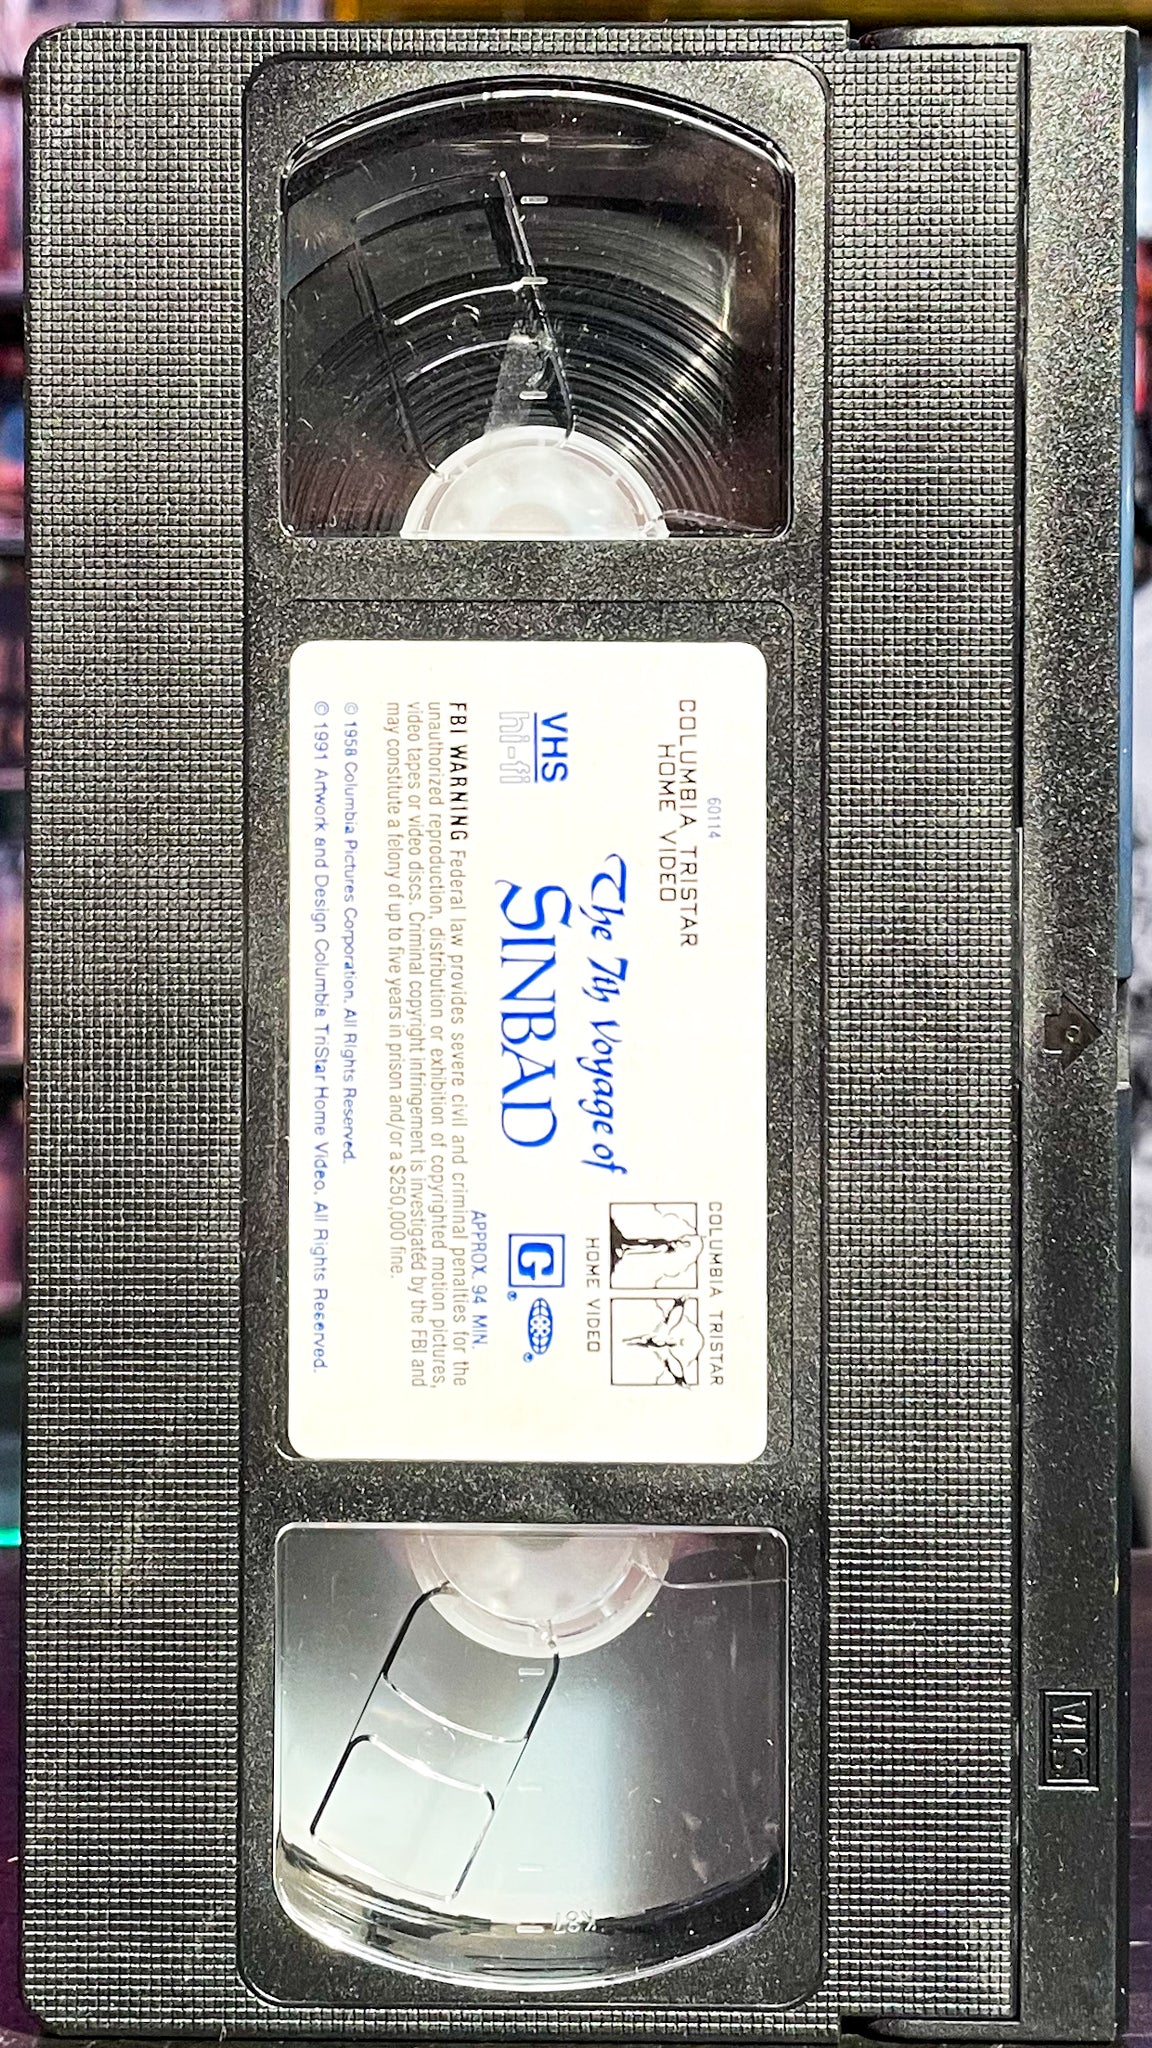 60114
COLUMBIA TRISTAR
HOME VIDEO
COLUMBIA TRISTAR
HOME VIDEO
The 7th Voyage of
SINBAD
VHS
hi-fi
G®
®
APPROX. 94 MIN.
FBI WARNING Federal law provides severe civil and criminal penalties for the
unauthorized reproduction, distribution or exhibition of copyrighted motion pictures,
video tapes or video discs. Criminal copyright infringement is investigated by the FBI and
may constitute a felony of up to five years in prison and/or a $250,000 fine.
© 1958 Columbia Pictures Corporation. All Rights Reserved.
© 1991 Artwork and Design Columbia TriStar Home Video. All Rights Reserved.
VHS